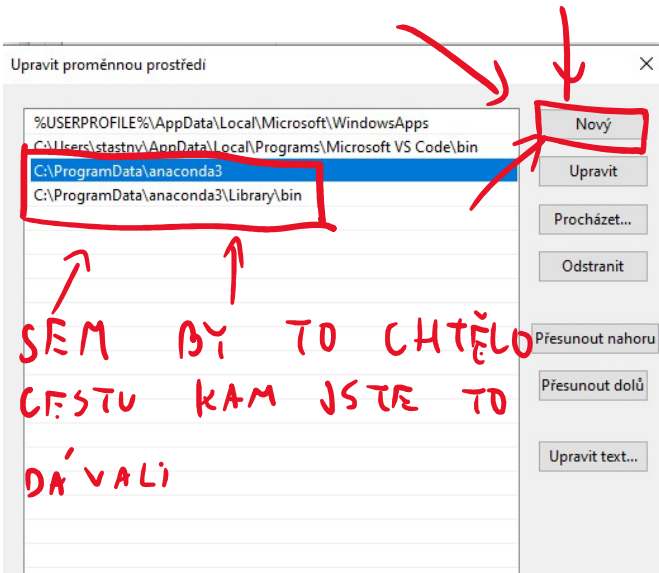 Upravit proměnnou prostředí
%USERPROFILE%\AppData\Local\Microsoft\WindowsApps
C:\Users\stastny\AppData\Local\Programs\Microsoft VS Code\bin
C:\ProgramData\anaconda3
C:\ProgramData\anaconda3\Library\bin
Nový
Upravit
Procházet...
Odstranit
Přesunout nahoru
Přesunout dolů
Upravit text...
SEM BY TO CHTĚLO
CESTU KAM JSTE TO
DÁVALI